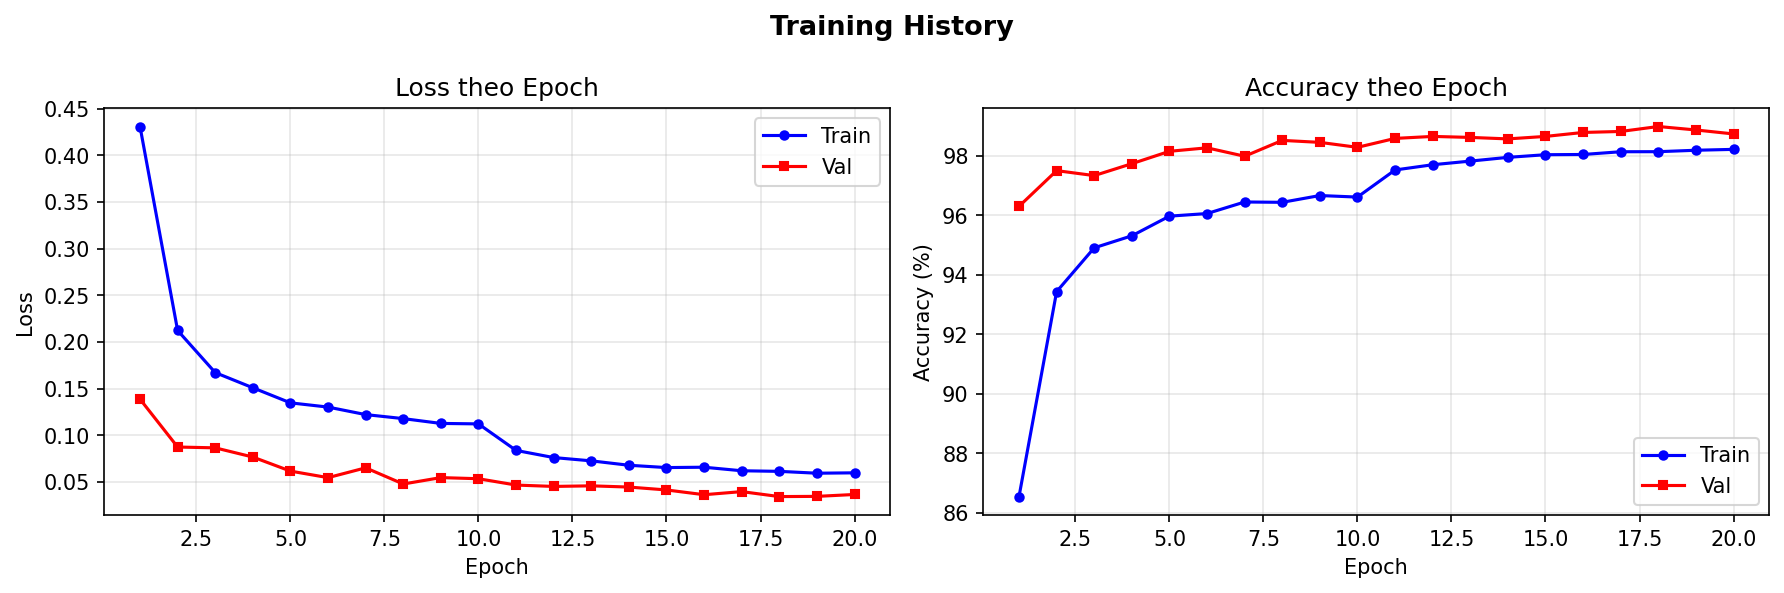 Training History
Loss theo Epoch
0.45
0.40
0.35
0.30
0.25
0.20
0.15
0.10
0.05
Loss
2.5 5.0 7.5 10.0 12.5 15.0 17.5 20.0
Epoch
Train
Val
Accuracy theo Epoch
98
96
94
92
90
88
86
Accuracy (%)
2.5 5.0 7.5 10.0 12.5 15.0 17.5 20.0
Epoch
Train
Val